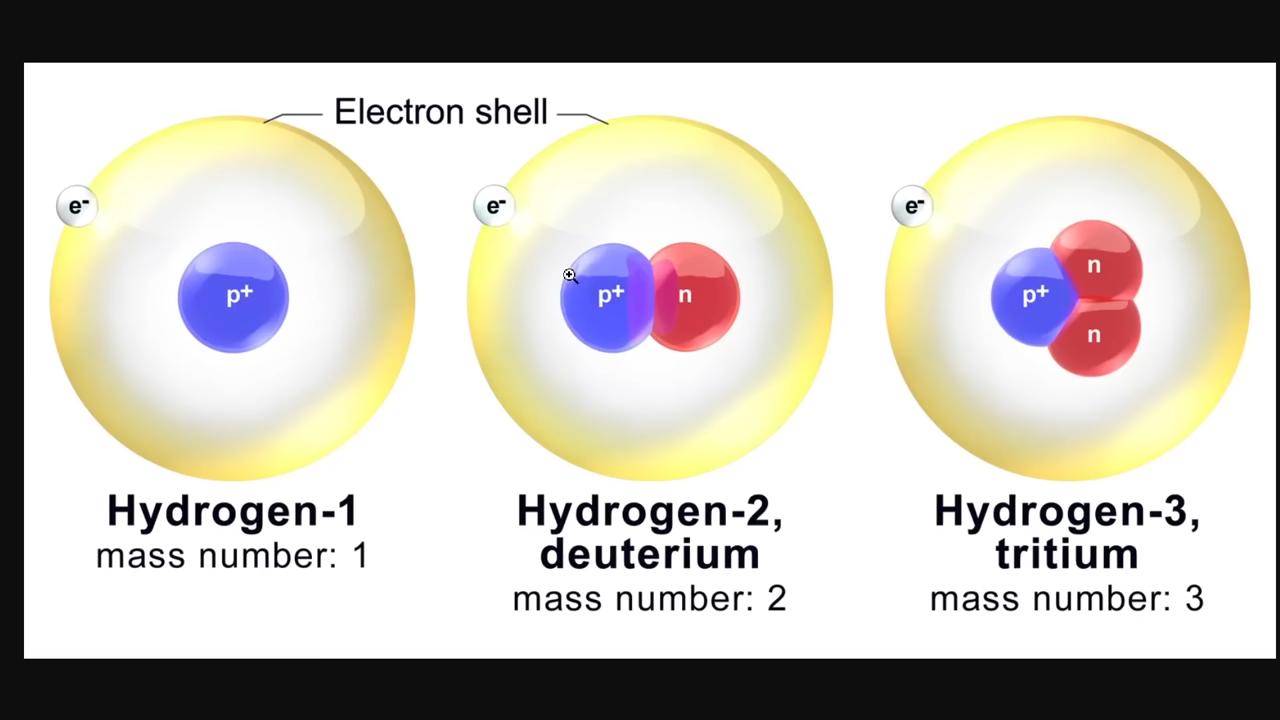 Electron shell
e-
p+
e-
p+ n
e-
p+
n
n
Hydrogen-1
mass number: 1
Hydrogen-2,
deuterium
mass number: 2
Hydrogen-3,
tritium
mass number: 3